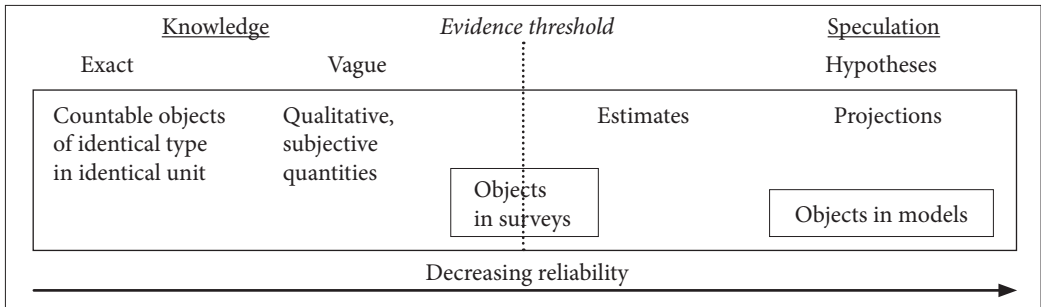 Knowledge Evidence threshold Speculation
Exact Vague Hypotheses
Countable objects
of identical type
in identical unit
Qualitative,
subjective
quantities
Estimates
Projections
Objects
in surveys
Objects in models
Decreasing reliability